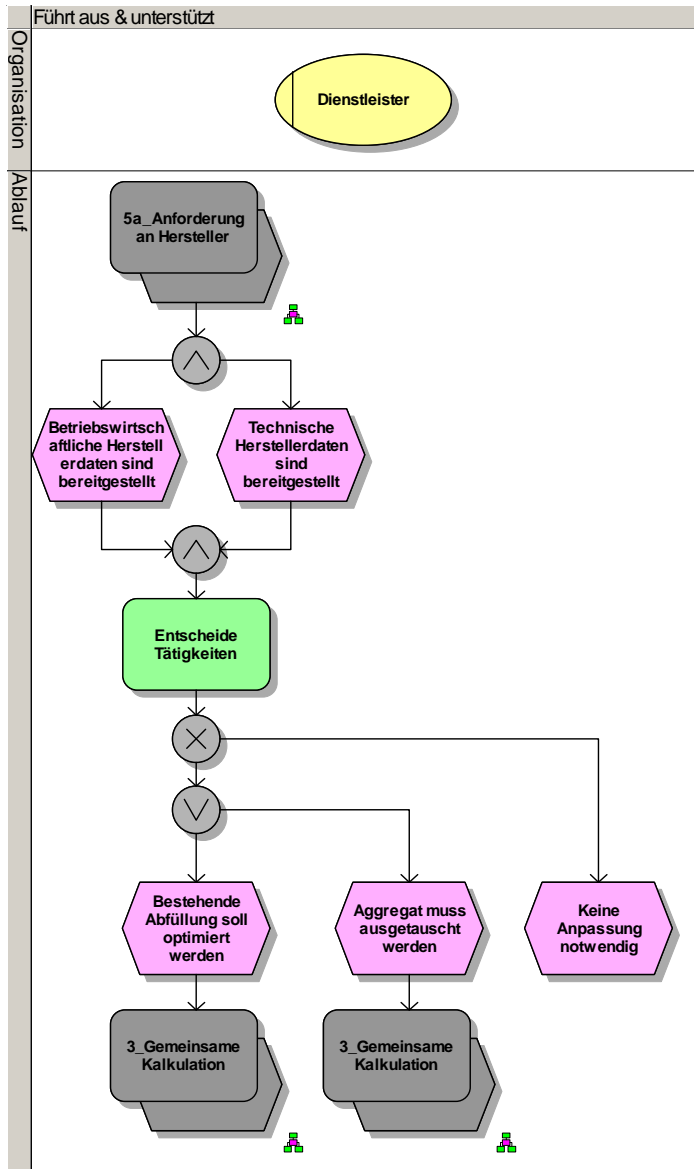 Führt aus & unterstützt
Organisation
Dienstleister
Ablauf
5a_Anforderung
an Hersteller
Betriebswirtsch
aftliche Herstell
erdaten sind
bereitgestellt
Technische
Herstellerdaten
sind
bereitgestellt
Entscheide
Tätigkeiten
Bestehende
Abfüllung soll
optimiert
werden
Aggregat muss
ausgetauscht
werden
Keine
Anpassung
notwendig
3_Gemeinsame
Kalkulation
3_Gemeinsame
Kalkulation